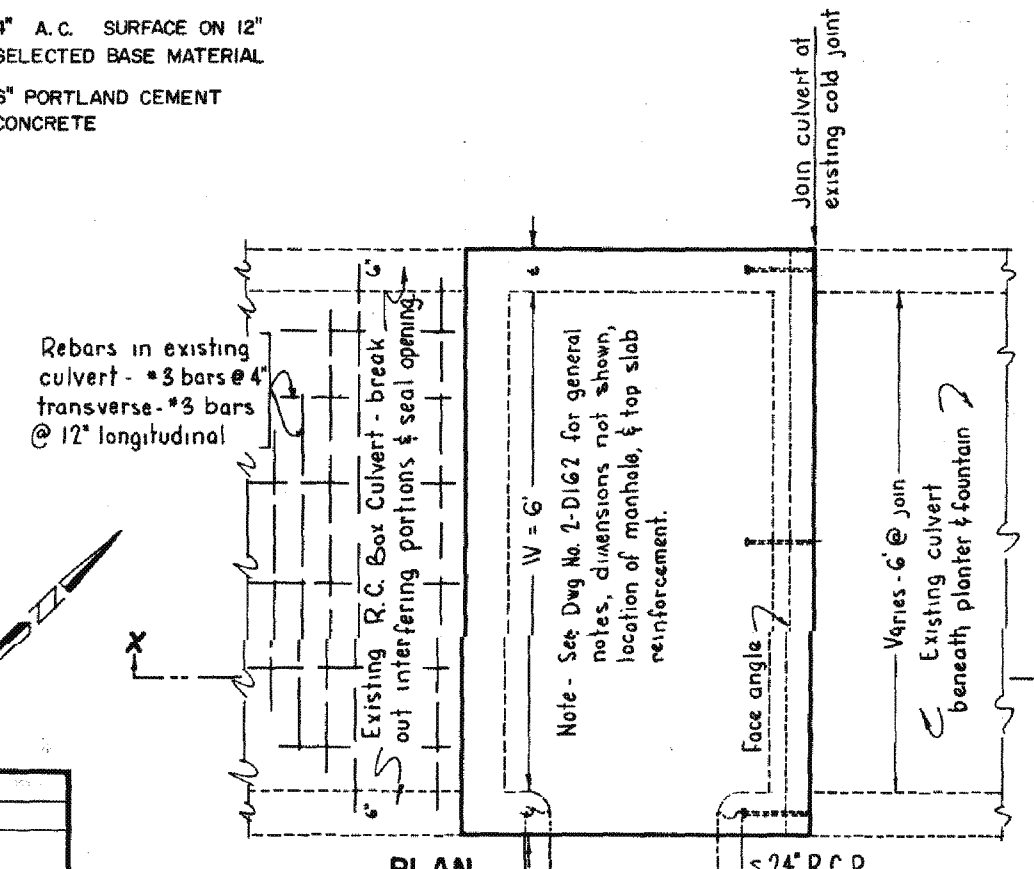 4" A.C. SURFACE ON 12"
SELECTED BASE MATERIAL
6" PORTLAND CEMENT
CONCRETE
Join culvert at
existing cold joint
Rebars in existing
culvert - #3 bars @ 4"
transverse - #3 bars
@ 12" longitudinal
6"
Existing R.C. Box Culvert - break
out interfering portions & seal opening
6"
W = 6'
Note - See Dwg No. 2-D162 for general
notes, dimensions not shown,
location of manhole, & top slab
reinforcement.
Face angle
Varies - 6' @ join
Existing culvert
beneath planter & fountain
X
PLAN
24" R.C.P.